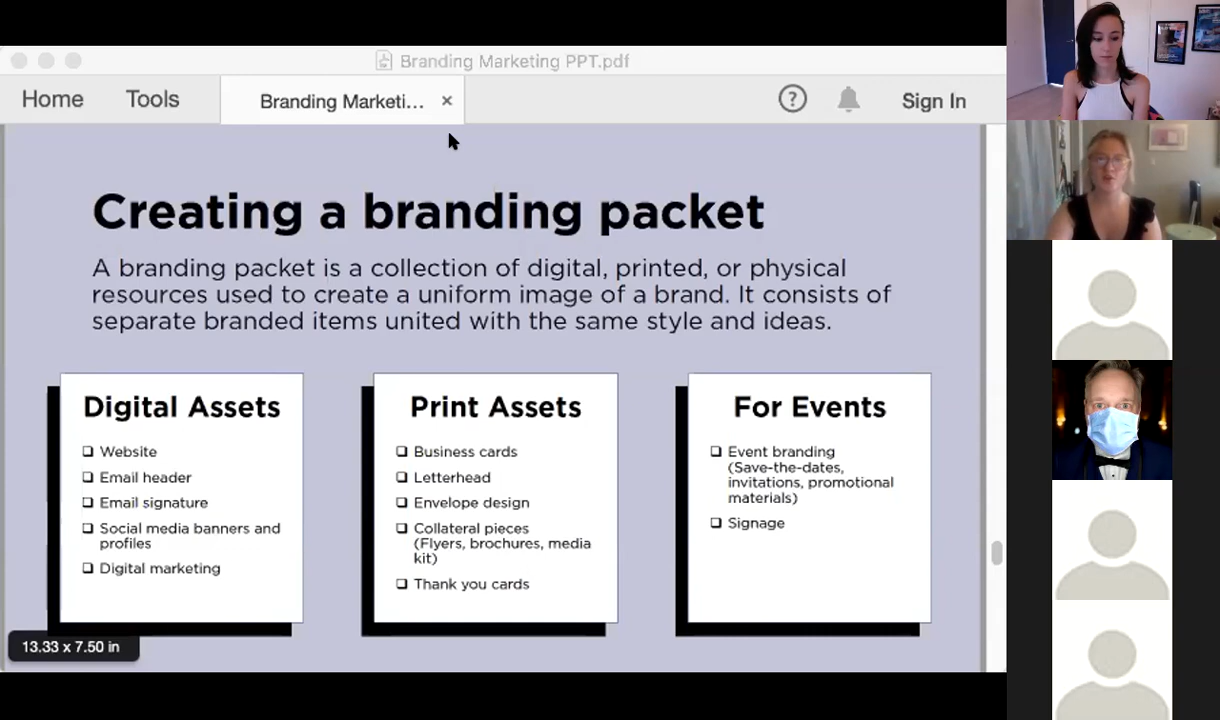 Branding Marketing PPT.pdf
Home Tools Branding Marketi... × ? Sign In
Creating a branding packet
A branding packet is a collection of digital, printed, or physical
resources used to create a uniform image of a brand. It consists of
separate branded items united with the same style and ideas.
Digital Assets
Website
Email header
Email signature
Social media banners and
profiles
Digital marketing
Print Assets
Business cards
Letterhead
Envelope design
Collateral pieces
(Flyers, brochures, media
kit)
Thank you cards
For Events
Event branding
(Save-the-dates,
invitations, promotional
materials)
Signage
13.33 x 7.50 in